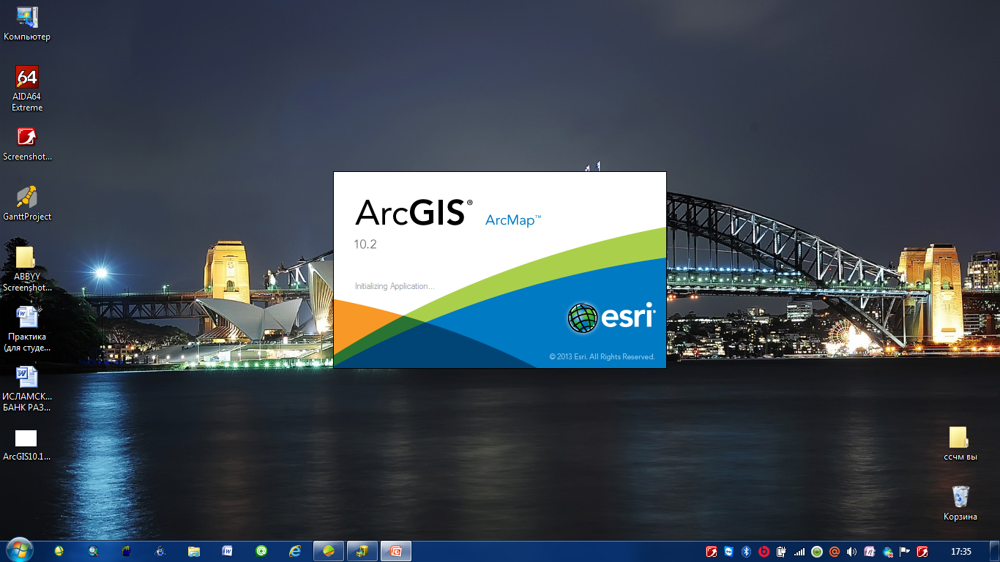 Компьютер
AIDA64
Extreme
Screenshot...
GanttProject
ABBYY
Screenshot...
Практика
(для студе...
ИСЛАМСК...
БАНК РАЗ...
ArcGIS10.1...
ArcGIS® ArcMap™
10.2
Initializing Application...
esri®
© 2013 Esri. All Rights Reserved.
ссчм вы
Корзина
17:35